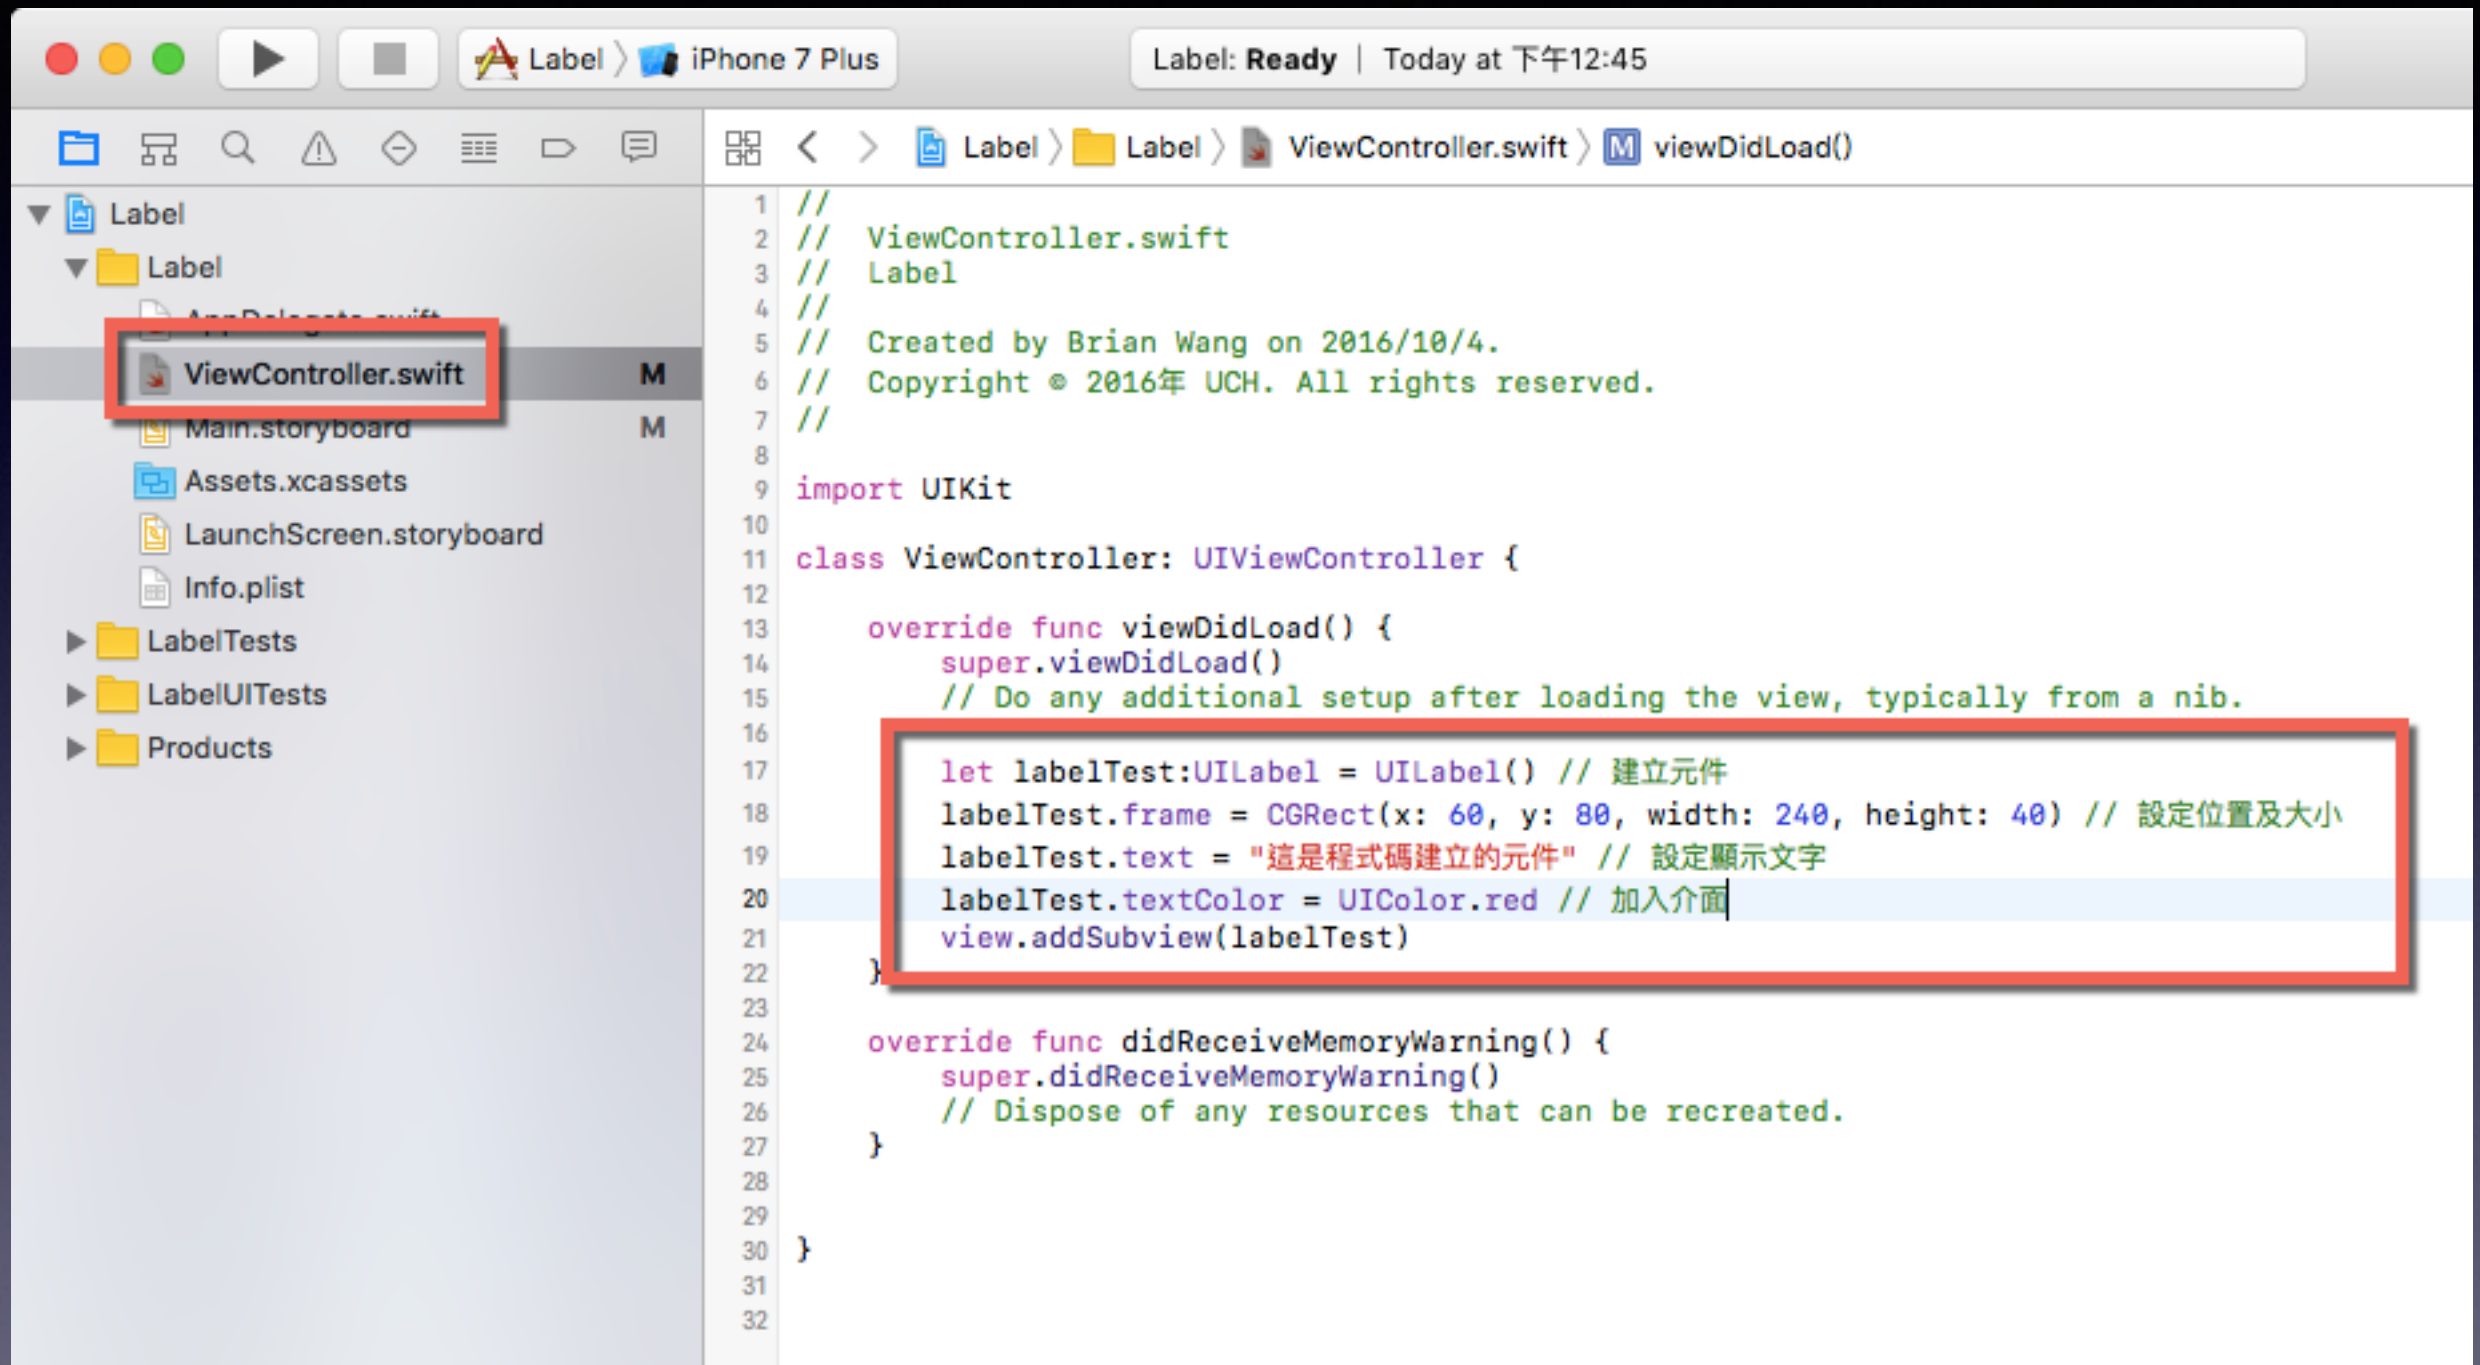 Label 〉 iPhone 7 Plus
Label: Ready | Today at 下午12:45
Label 〉 Label 〉 ViewController.swift 〉 M viewDidLoad()
Label
Label
AppDelegate.swift
ViewController.swift M
Main.storyboard M
Assets.xcassets
LaunchScreen.storyboard
Info.plist
LabelTests
LabelUITests
Products
1 //
2 //  ViewController.swift
3 //  Label
4 //
5 //  Created by Brian Wang on 2016/10/4.
6 //  Copyright © 2016年 UCH. All rights reserved.
7 //
8
9 import UIKit
10
11 class ViewController: UIViewController {
12
13     override func viewDidLoad() {
14         super.viewDidLoad()
15         // Do any additional setup after loading the view, typically from a nib.
16
17         let labelTest:UILabel = UILabel() // 建立元件
18         labelTest.frame = CGRect(x: 60, y: 80, width: 240, height: 40) // 設定位置及大小
19         labelTest.text = "這是程式碼建立的元件" // 設定顯示文字
20         labelTest.textColor = UIColor.red // 加入介面
21         view.addSubview(labelTest)
22     }
23
24     override func didReceiveMemoryWarning() {
25         super.didReceiveMemoryWarning()
26         // Dispose of any resources that can be recreated.
27     }
28
29
30 }
31
32